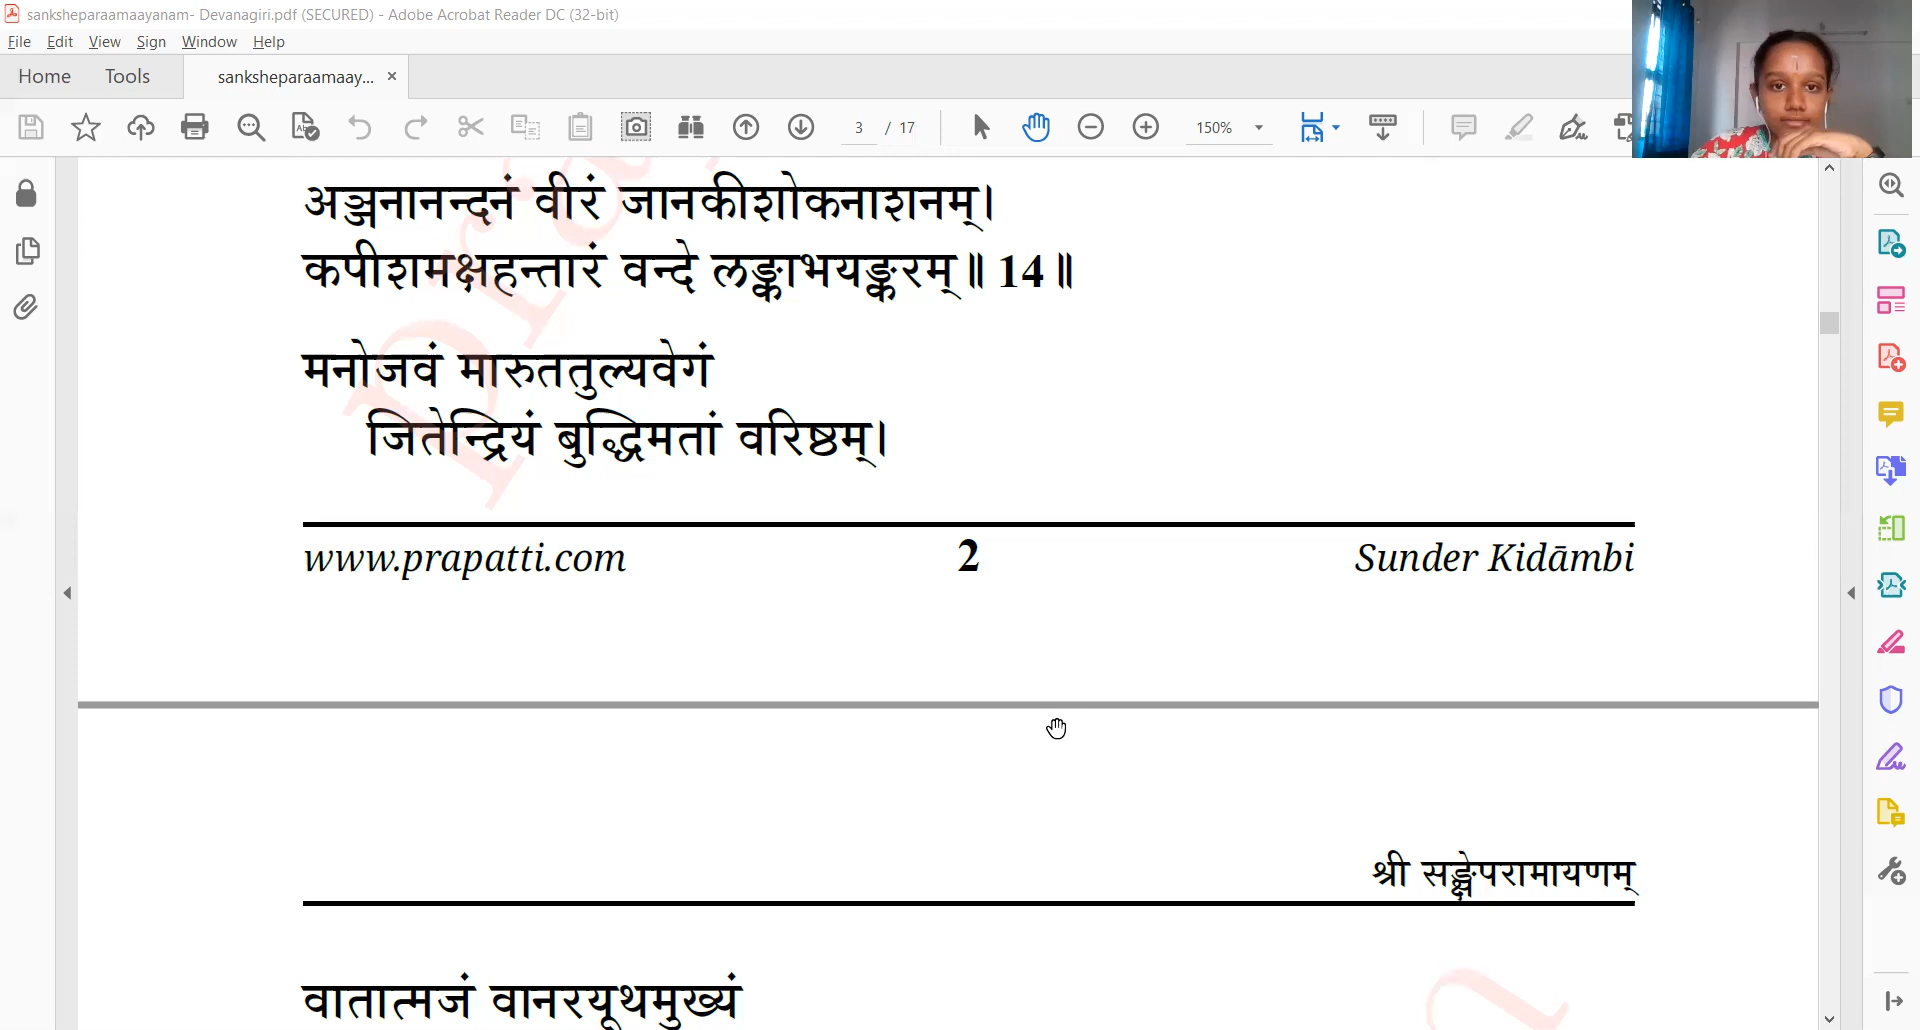 sanksheparaamaayanam- Devanagiri.pdf (SECURED) - Adobe Acrobat Reader DC (32-bit)
File Edit View Sign Window Help
Home Tools sanksheparaamaay... ×
3 / 17 150%
अञ्जनानन्दनं वीरं जानकीशोकनाशनम्।
कपीशमक्षहन्तारं वन्दे लङ्काभयङ्करम्॥ 14॥
मनोजवं मारुततुल्यवेगं
जितेन्द्रियं बुद्धिमतां वरिष्ठम्।
www.prapatti.com 2 Sunder Kidāmbi
श्री सङ्क्षेपरामायणम्
वातात्मजं वानरयूथमुख्यं